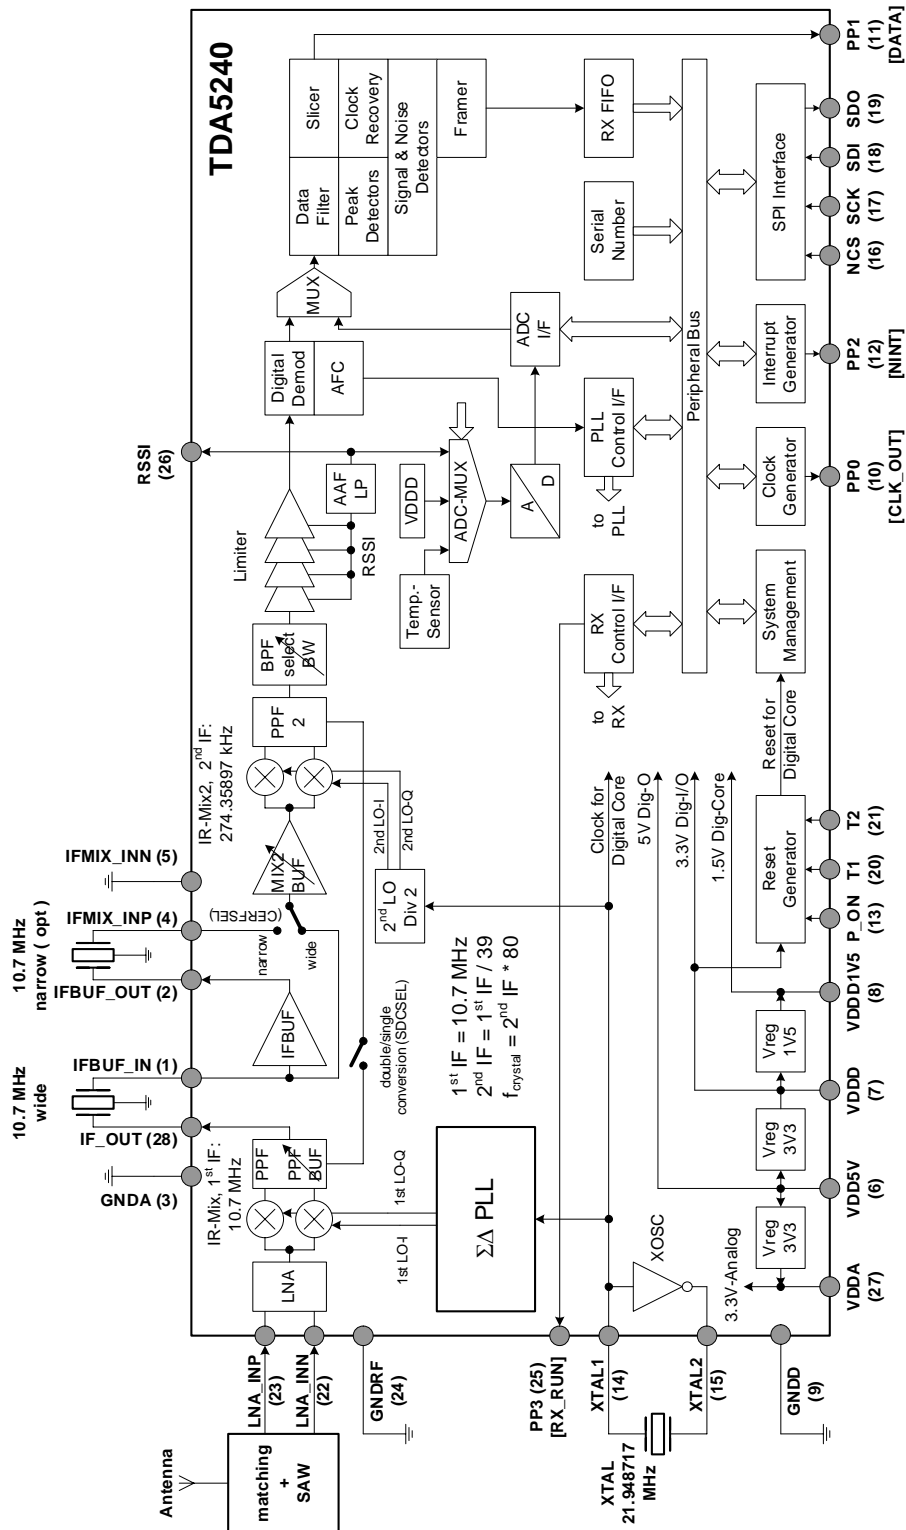 TDA5240
Antenna
matching
+
SAW
LNA_INP
(23)
LNA_INN
(22)
GNDRF
(24)
PP3 (25)
[RX_RUN]
XTAL1
(14)
XTAL
21.948717
MHz
XTAL2
(15)
GNDD
(9)
GNDA (3)
IF_OUT (28)
10.7 MHz
wide
IFBUF_IN (1)
IFBUF_OUT (2)
10.7 MHz
narrow ( opt )
IFMIX_INP (4)
IFMIX_INN (5)
RSSI
(26)
LNA
IR-Mix, 1st IF:
10.7 MHz
PPF
PPF
BUF
1st LO-I
1st LO-Q
ΣΔ PLL
IFBUF
double/single
conversion (SDCSEL)
narrow
(CERFSEL)
wide
MIX2
BUF
IR-Mix2, 2nd IF:
274.35897 kHz
PPF
2
2nd LO-I
2nd LO-Q
2nd LO
Div 2
1st IF = 10.7 MHz
2nd IF = 1st IF / 39
fcrystal = 2nd IF * 80
BPF
select
BW
Limiter
RSSI
AAF
LP
Digital
Demod
AFC
MUX
Data
Filter
Slicer
Peak
Detectors
Clock
Recovery
Signal & Noise
Detectors
Framer
Temp.-
Sensor
VDDD
ADC-MUX
A
D
ADC
I/F
XOSC
Clock for
Digital Core
5V Dig-O
3.3V Dig-I/O
1.5V Dig-Core
3.3V-Analog
to
RX
RX
Control I/F
to
PLL
PLL
Control I/F
Serial
Number
RX FIFO
Peripheral Bus
Vreg
3V3
Vreg
3V3
Vreg
1V5
Reset
Generator
Reset for
Digital Core
System
Management
Clock
Generator
Interrupt
Generator
SPI Interface
VDDA
(27)
VDD5V
(6)
VDDD
(7)
VDDD1V5
(8)
P_ON
(13)
T1
(20)
T2
(21)
PP0
(10)
[CLK_OUT]
PP2
(12)
[NINT]
NCS
(16)
SCK
(17)
SDI
(18)
SDO
(19)
PP1
(11)
[DATA]